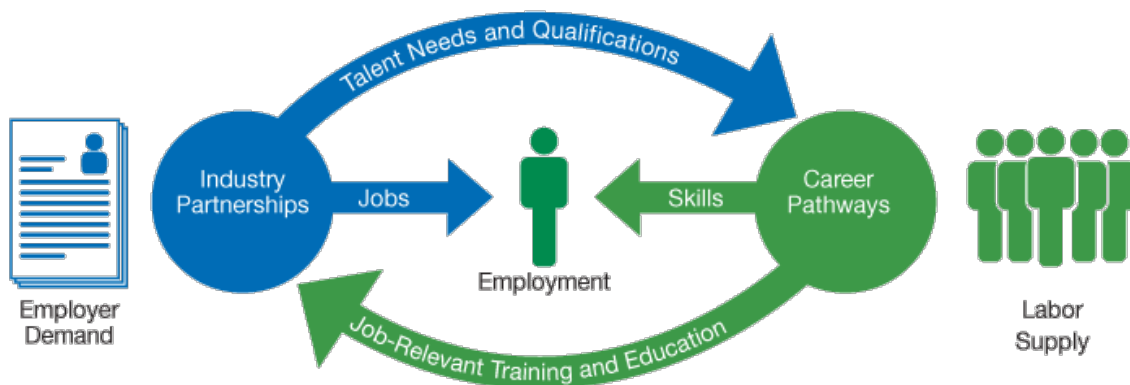 Talent Needs and Qualifications
Industry
Partnerships
Jobs
Skills
Career
Pathways
Employment
Employer
Demand
Labor
Supply
Job-Relevant Training and Education